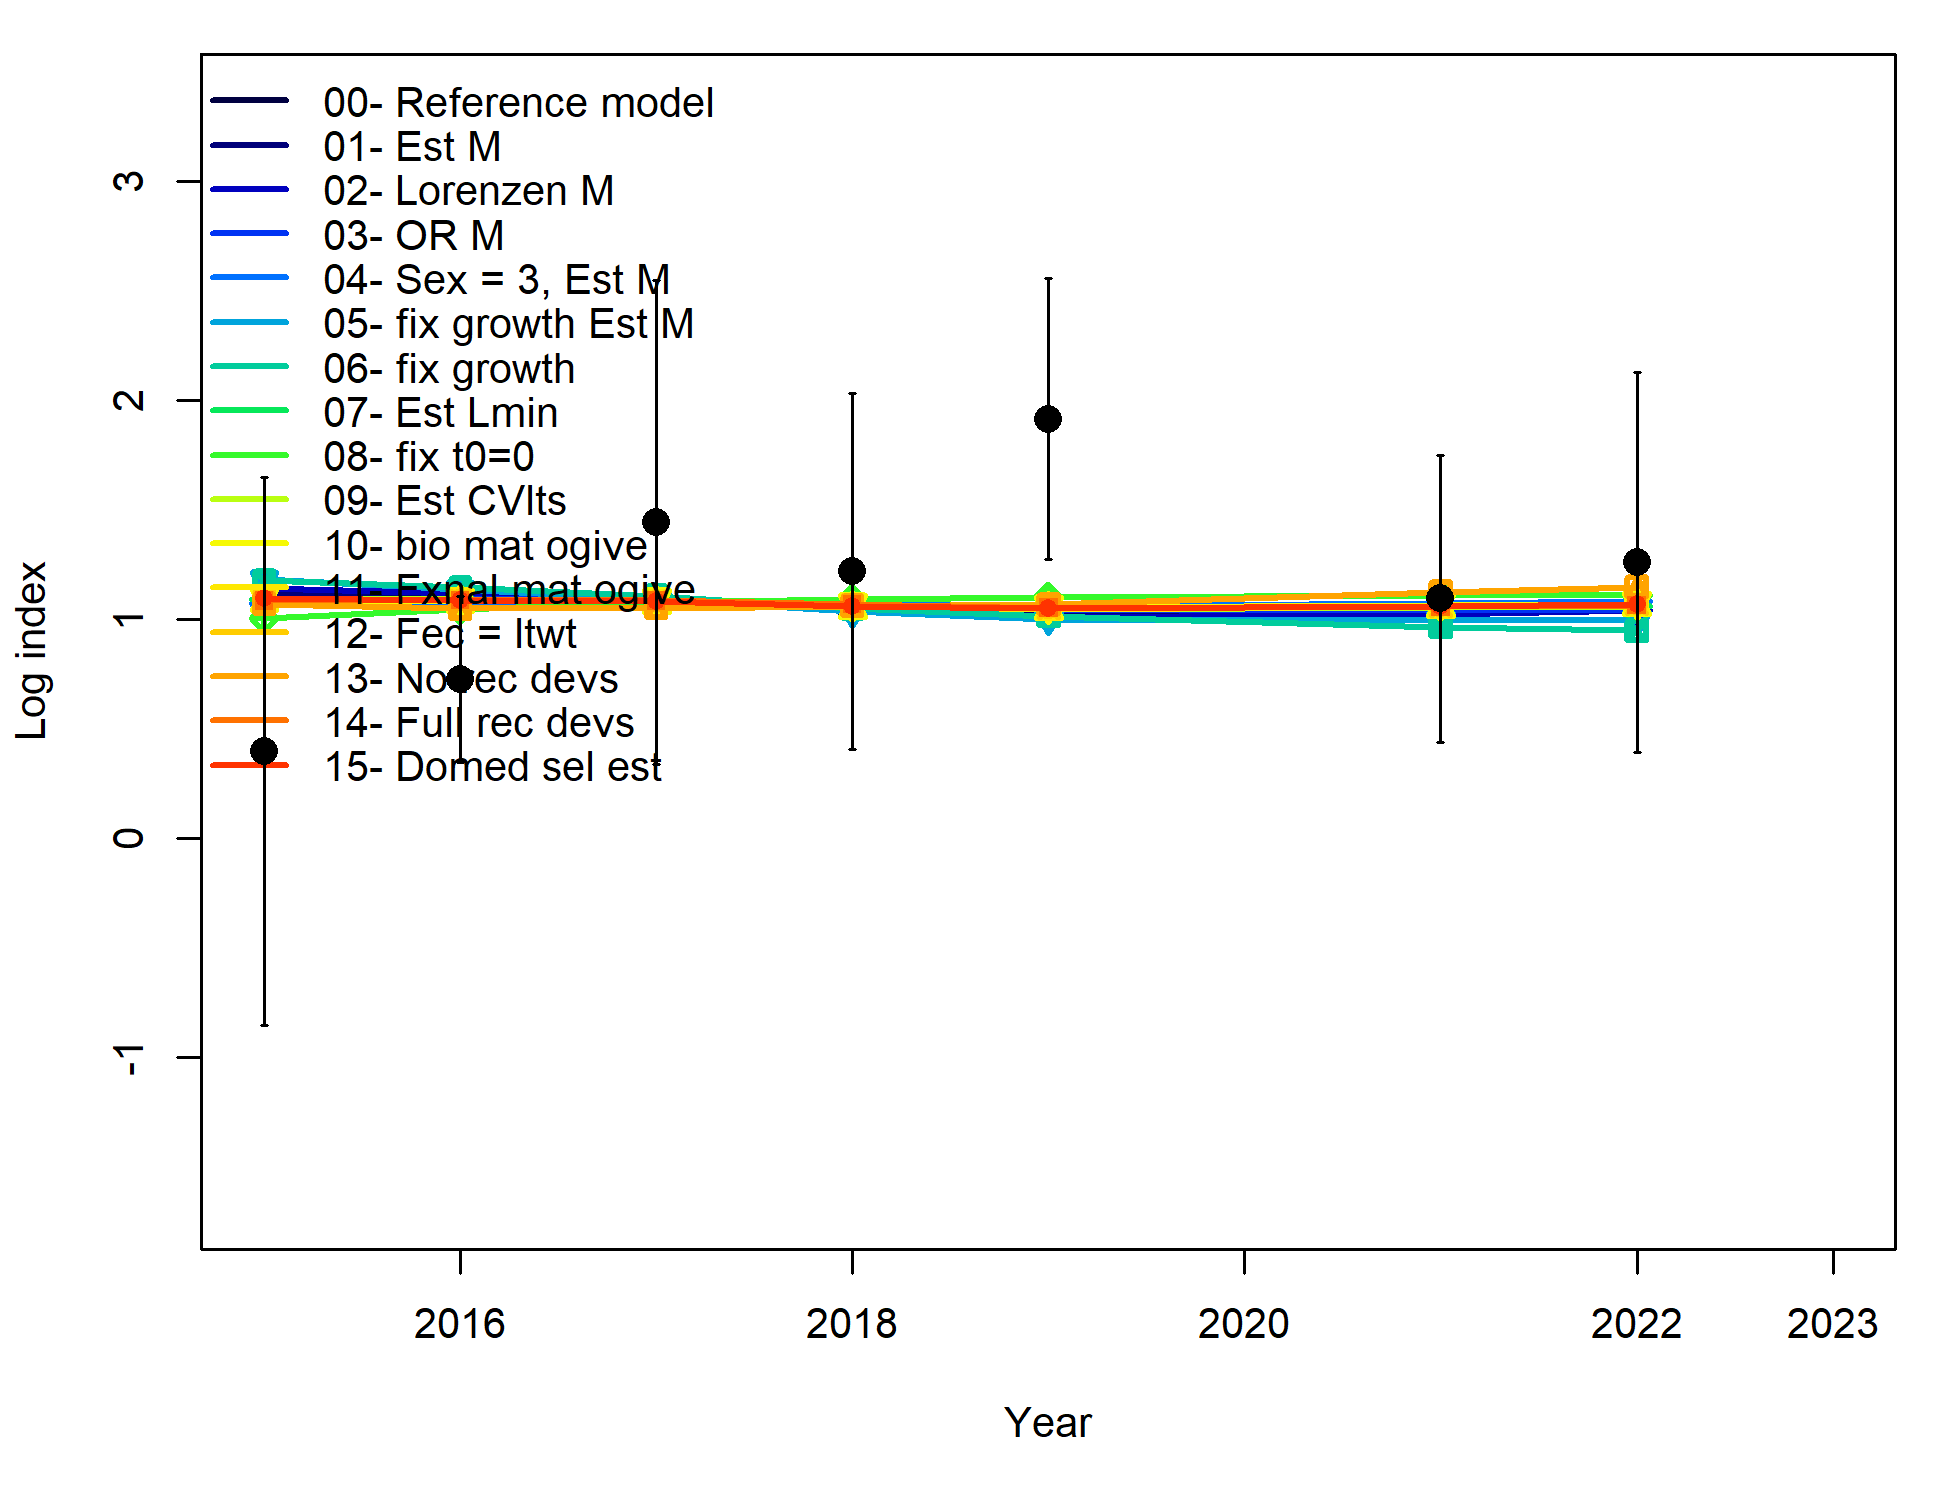 00- Reference model
01- Est M
02- Lorenzen M
03- OR M
04- Sex = 3, Est M
05- fix growth Est M
06- fix growth
07- Est Lmin
08- fix t0=0
09- Est CVlts
10- bio mat ogive
11- Fxnal mat ogive
12- Fec = ltwt
13- No rec devs
14- Full rec devs
15- Domed sel est
3
2
1
0
-1
Log index
2016 2018 2020 2022 2023
Year